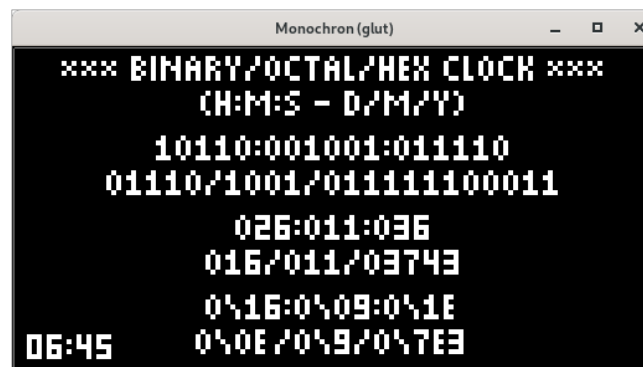 Monochron (glut)
*** BINARY/OCTAL/HEX CLOCK ***
(H:M:S - D/M/Y)
10110:001001:011110
01110/1001/011111100011
026:011:036
016/011/03743
0\16:0\09:0\1E
0\0E/0\9/0\7E3
06:45